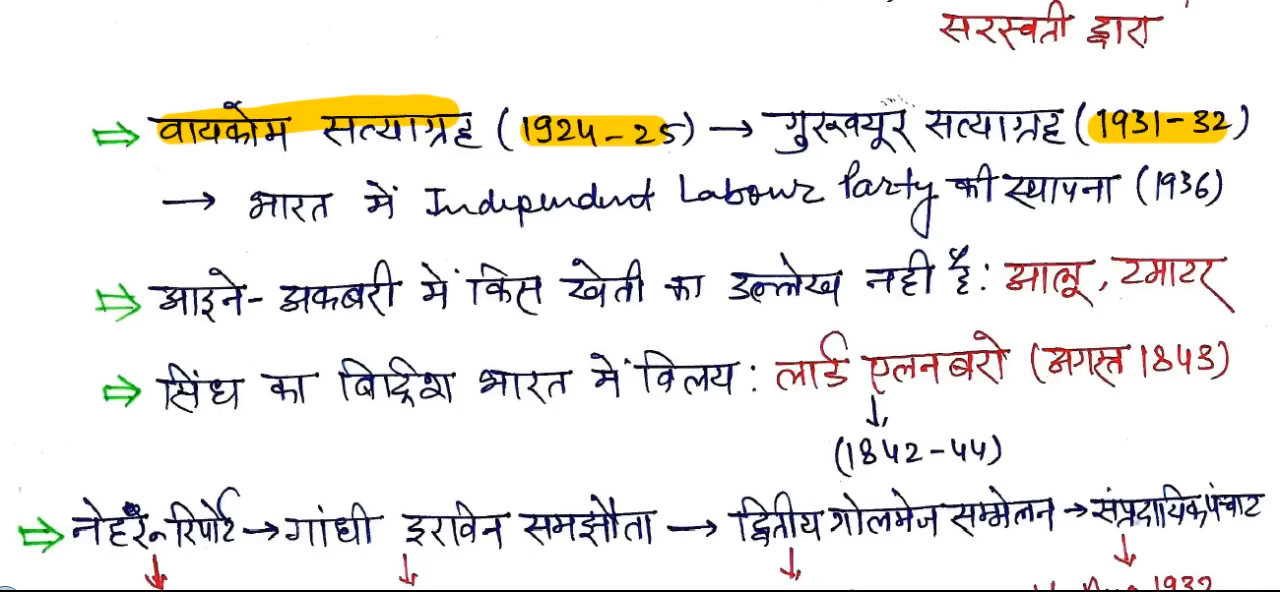 सरस्वती द्वारा
⇒ वायकोम सत्याग्रह (1924-25) → गुरुवयूर सत्याग्रह (1931-32)
→ भारत में Independent Labour Party की स्थापना (1936)
⇒ आइने-अकबरी में किस खेती का उल्लेख नही है: आलू, टमाटर
⇒ सिंध का ब्रिटिश भारत में विलय: लार्ड एलनबरो (अगस्त 1843)
↓
(1842-44)
⇒ नेहरू रिपोर्ट → गांधी इरविन समझौता → द्वितीय गोलमेज सम्मेलन → संप्रदायिक पंचाट
↓ ↓ ↓ ↓
1932